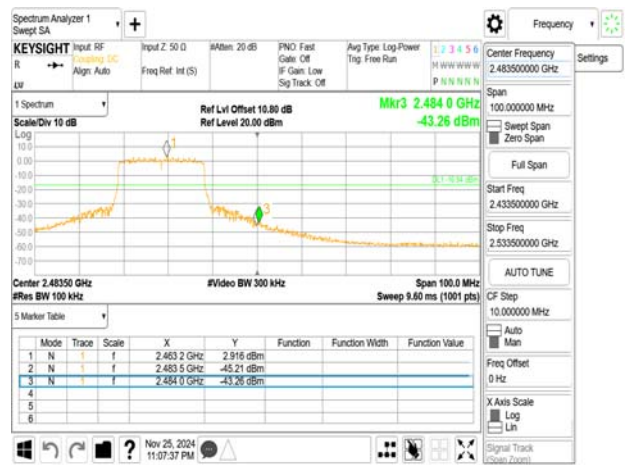 Spectrum Analyzer 1
Swept SA
+
Frequency
KEYSIGHT
R
Input: RF
Coupling: DC
Align: Auto
Input Z: 50 Ω
Freq Ref: Int (S)
#Atten: 20 dB
PNO: Fast
Gate: Off
IF Gain: Low
Sig Track: Off
Avg Type: Log-Power
Trig: Free Run
1 2 3 4 5 6
M W W W W W
P N N N N N
1 Spectrum
Scale/Div 10 dB
Ref Lvl Offset 10.80 dB
Ref Level 20.00 dBm
Mkr3 2.484 0 GHz
-43.26 dBm
Log
10.0
0.00
-10.0
-20.0
-30.0
-40.0
-50.0
-60.0
-70.0
1
3
Center 2.48350 GHz
#Res BW 100 kHz
#Video BW 300 kHz
Span 100.0 MHz
Sweep 9.60 ms (1001 pts)
5 Marker Table
Mode Trace Scale X Y Function Function Width Function Value
1 N 1 f 2.463 2 GHz 2.916 dBm
2 N 1 f 2.483 5 GHz -45.21 dBm
3 N 1 f 2.484 0 GHz -43.26 dBm
4
5
6
Nov 25, 2024
11:07:37 PM
?
Center Frequency
2.483500000 GHz
Settings
Span
100.000000 MHz
Swept Span
Zero Span
Full Span
Start Freq
2.433500000 GHz
Stop Freq
2.533500000 GHz
AUTO TUNE
CF Step
10.000000 MHz
Auto
Man
Freq Offset
0 Hz
X Axis Scale
Log
Lin
Signal Track
(Span Zoom)